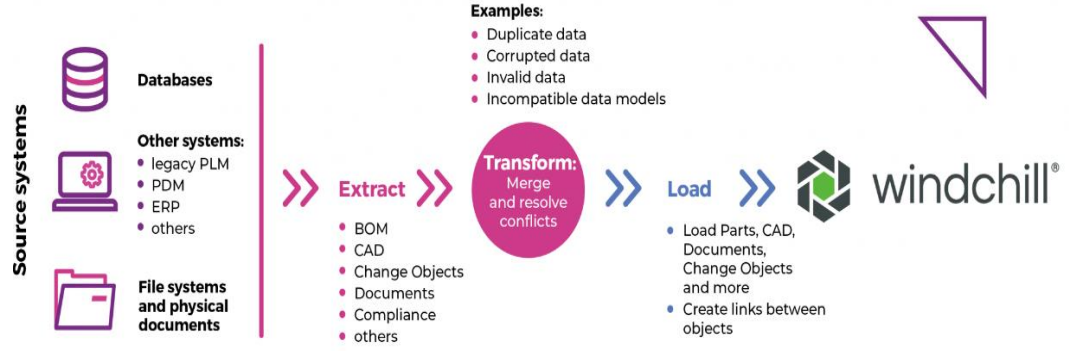 Source systems
Databases
Other systems:
• legacy PLM
• PDM
• ERP
• others
File systems
and physical
documents
Extract
• BOM
• CAD
• Change Objects
• Documents
• Compliance
• others
Examples:
• Duplicate data
• Corrupted data
• Invalid data
• Incompatible data models
Transform:
Merge
and resolve
conflicts
Load
• Load Parts, CAD,
Documents,
Change Objects
and more
• Create links between
objects
windchill®